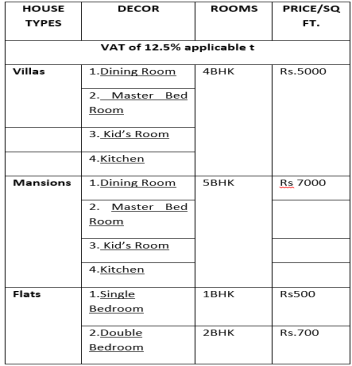 HOUSE TYPES DECOR ROOMS PRICE/SQ FT.
VAT of 12.5% applicable t
Villas 1.Dining Room 4BHK Rs.5000
2. Master Bed Room
3. Kid's Room
4.Kitchen
Mansions 1.Dining Room 5BHK Rs 7000
2. Master Bed Room
3. Kid's Room
4.Kitchen
Flats 1.Single Bedroom 1BHK Rs500
2.Double Bedroom 2BHK Rs.700